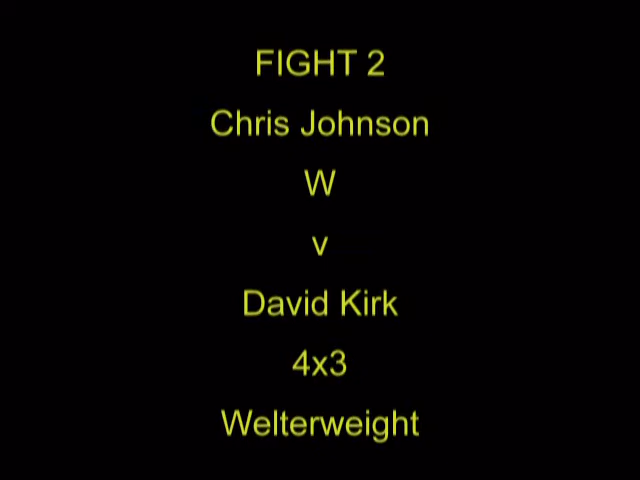 FIGHT 2
Chris Johnson
W
v
David Kirk
4x3
Welterweight